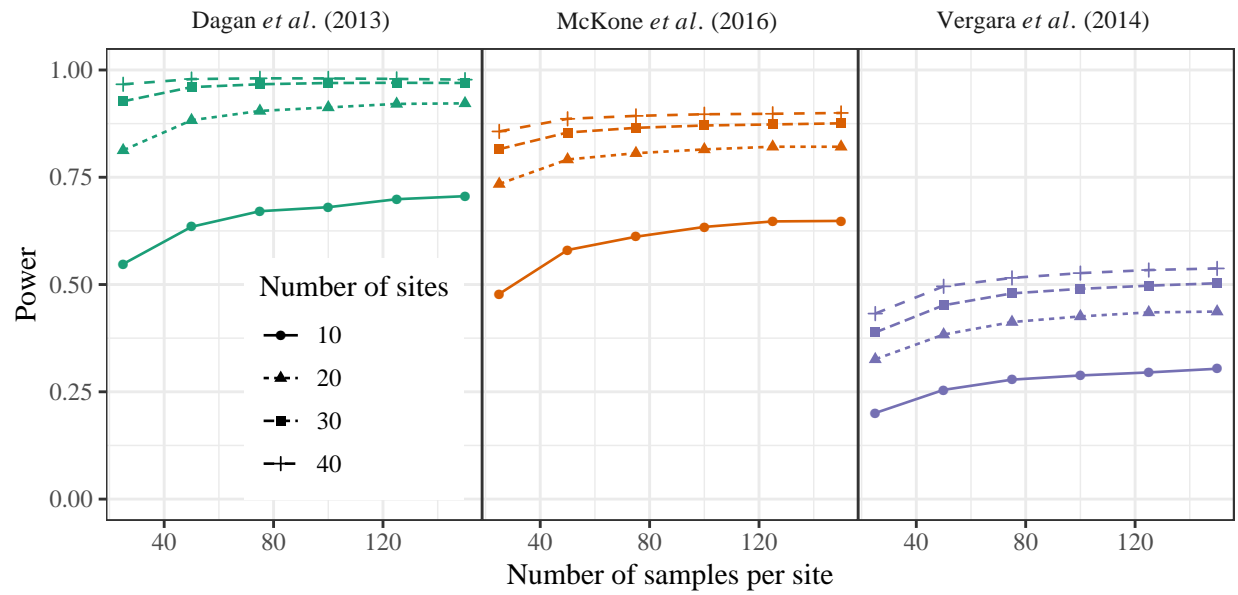 Dagan et al. (2013)
McKone et al. (2016)
Vergara et al. (2014)
Power
1.00
0.75
0.50
0.25
0.00
Number of sites
10
20
30
40
40 80 120
40 80 120
40 80 120
Number of samples per site